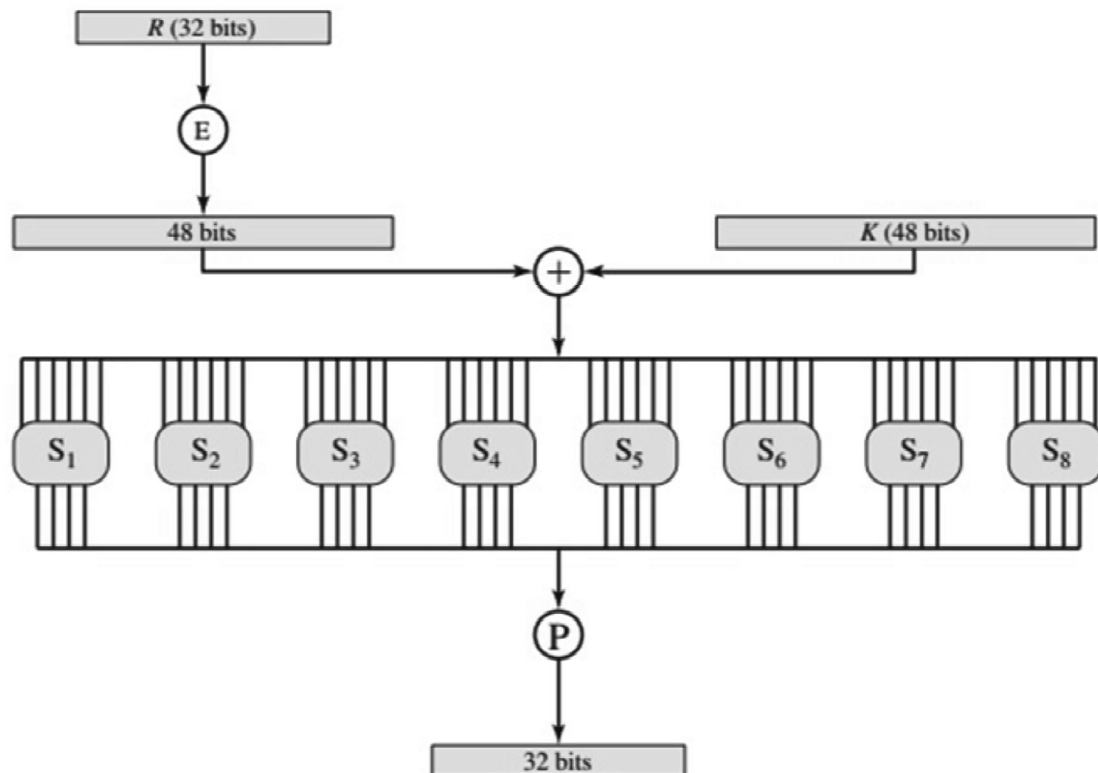 R (32 bits)
E
48 bits
K (48 bits)
+
S₁ S₂ S₃ S₄ S₅ S₆ S₇ S₈
P
32 bits